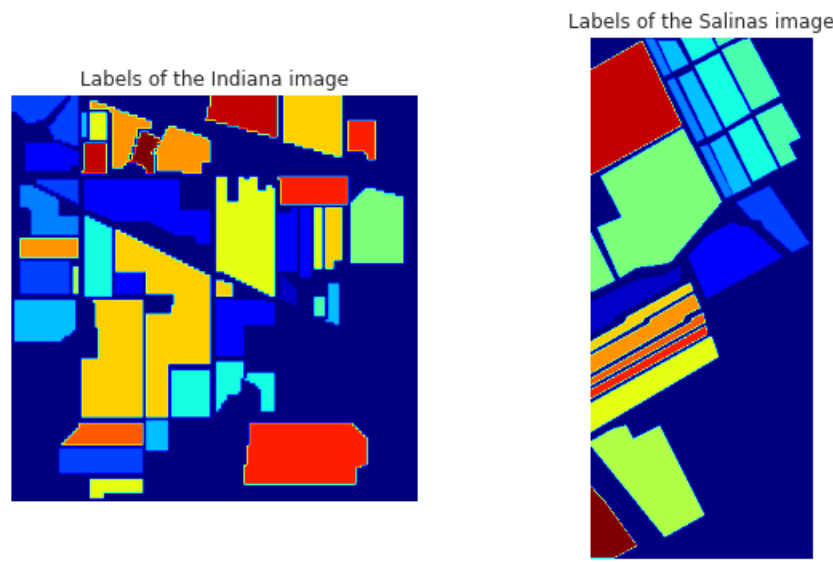 Labels of the Indiana image
Labels of the Salinas image